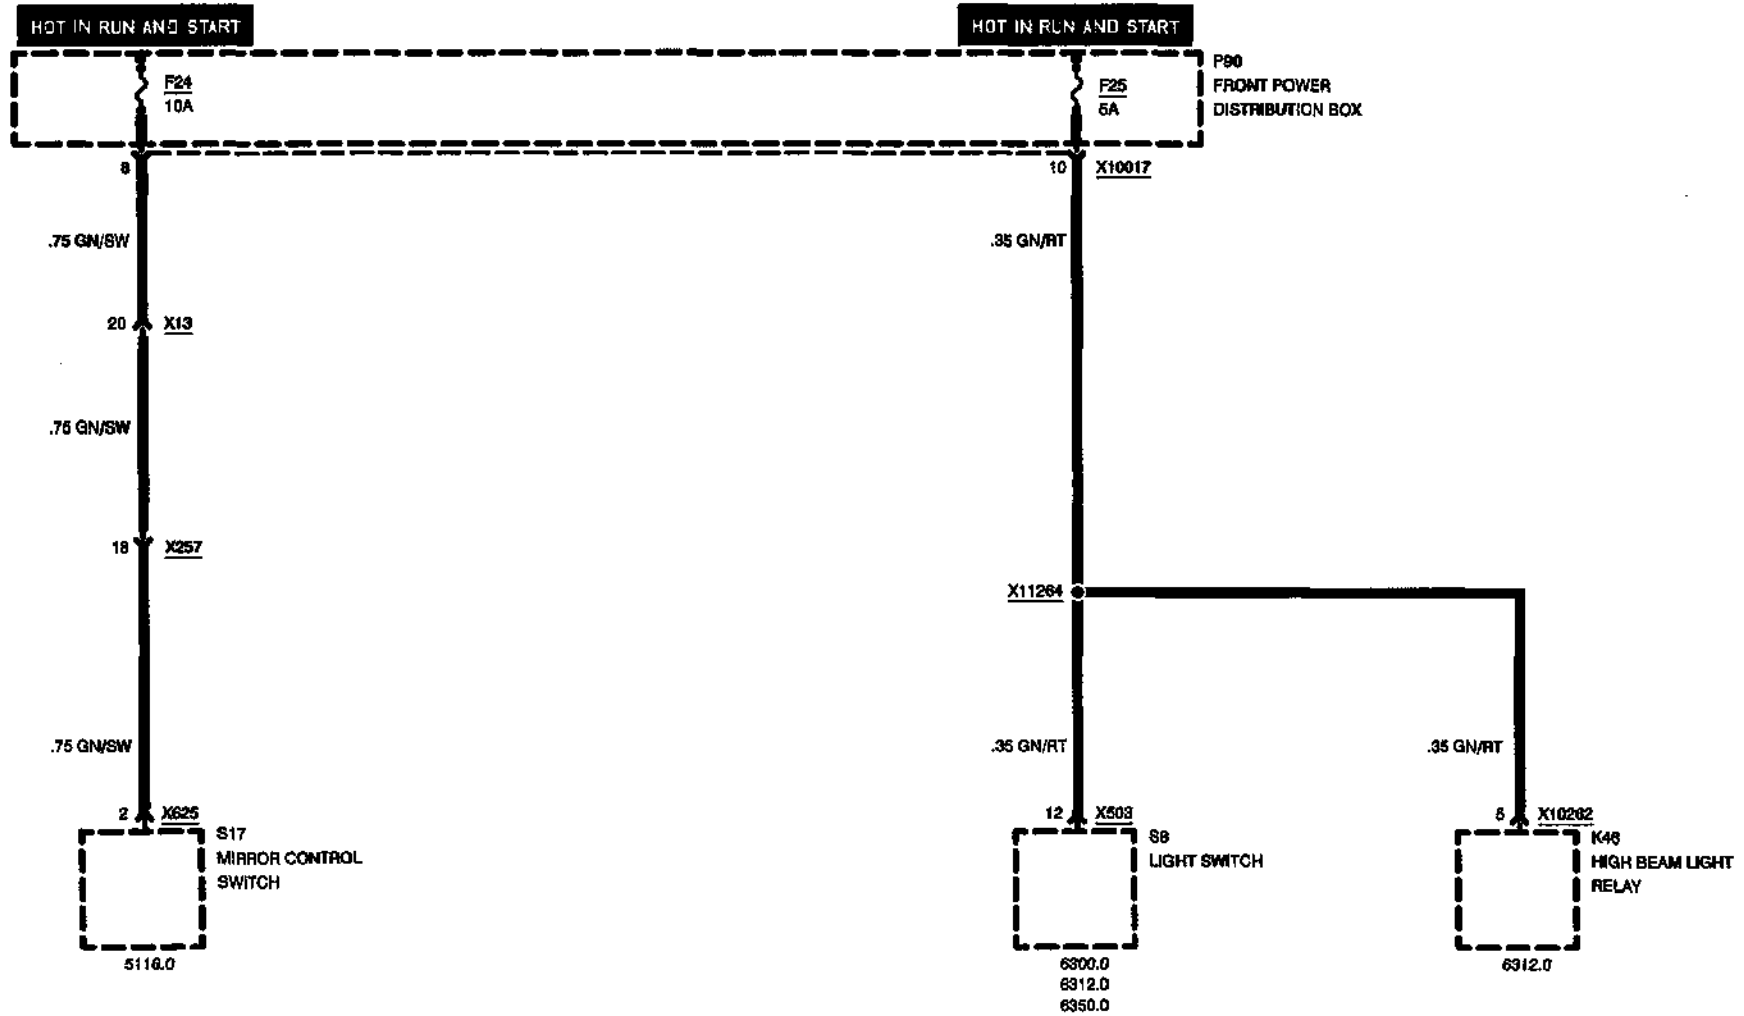 HOT IN RUN AND START
HOT IN RUN AND START
F24
10A
F25
5A
P90
FRONT POWER
DISTRIBUTION BOX
8
10
X10017
.75 GN/SW
.35 GN/RT
20
X13
.75 GN/SW
18
X257
X11264
.75 GN/SW
.35 GN/RT
.35 GN/RT
2
X625
12
X503
5
X10262
S17
MIRROR CONTROL
SWITCH
S8
LIGHT SWITCH
K46
HIGH BEAM LIGHT
RELAY
5116.0
6300.0
6312.0
6350.0
6312.0